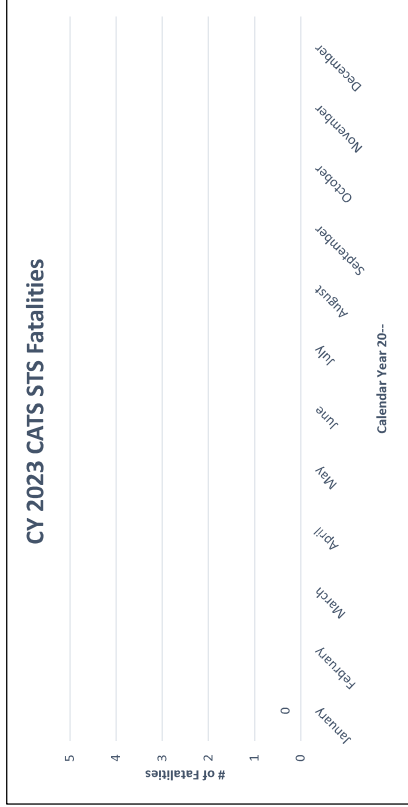 CY 2023 CATS STS Fatalities
# of Fatalities
5
4
3
2
1
0
0
January
February
March
April
May
June
July
August
September
October
November
December
Calendar Year 20--